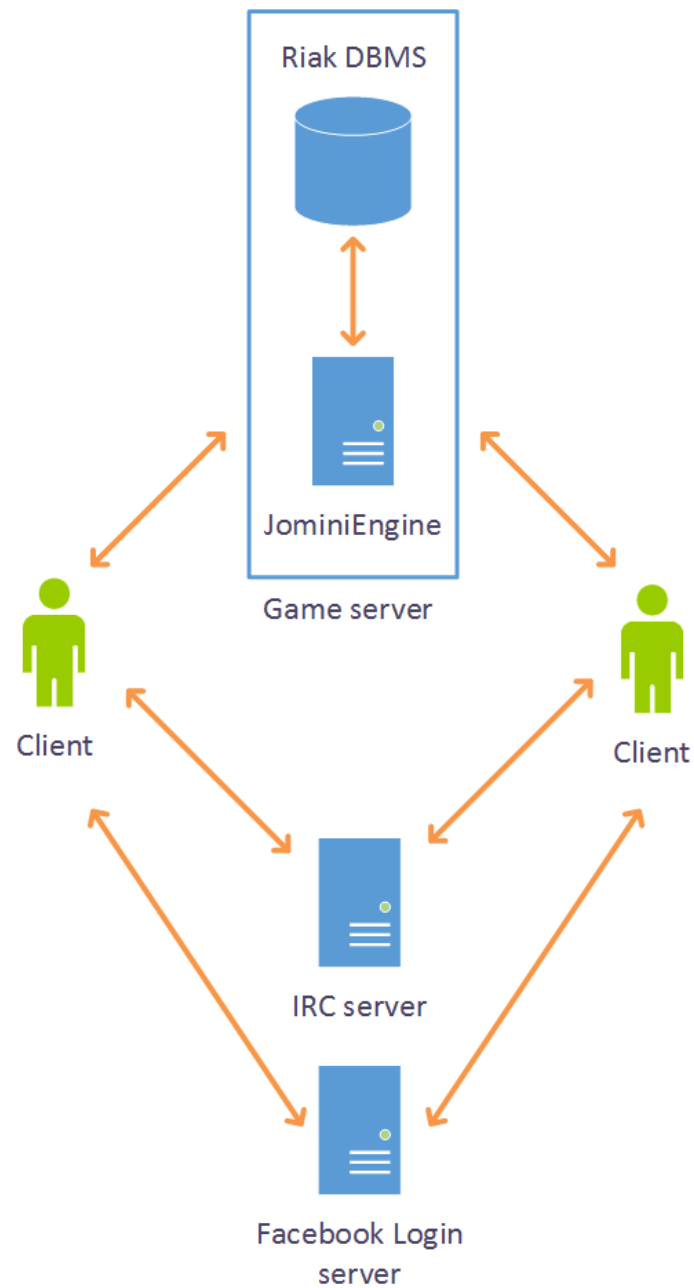 Riak DBMS
JominiEngine
Game server
Client
Client
IRC server
Facebook Login
server